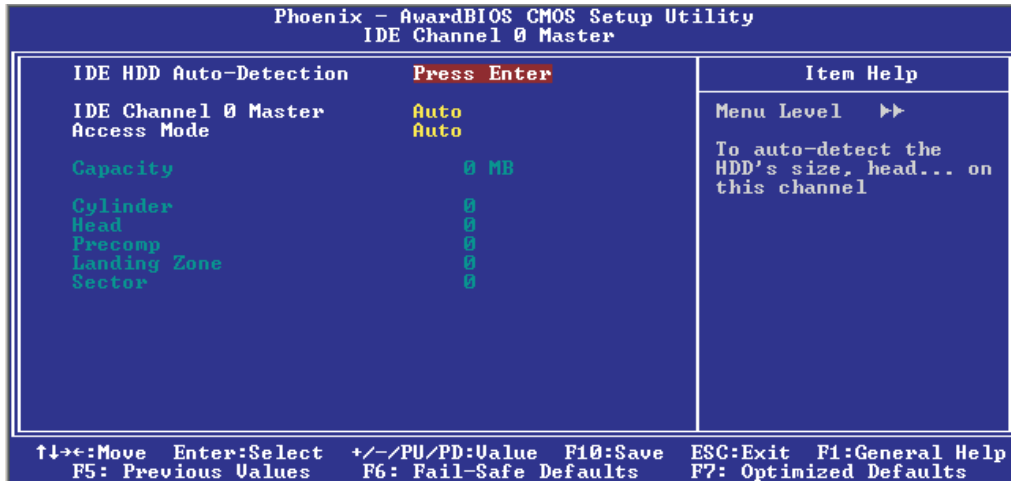 Phoenix - AwardBIOS CMOS Setup Utility
IDE Channel 0 Master
IDE HDD Auto-Detection Press Enter
IDE Channel 0 Master Auto
Access Mode Auto
Capacity 0 MB
Cylinder 0
Head 0
Precomp 0
Landing Zone 0
Sector 0
Item Help
Menu Level ▶▶
To auto-detect the
HDD's size, head... on
this channel
↑↓→←:Move Enter:Select +/-/PU/PD:Value F10:Save ESC:Exit F1:General Help
F5: Previous Values F6: Fail-Safe Defaults F7: Optimized Defaults